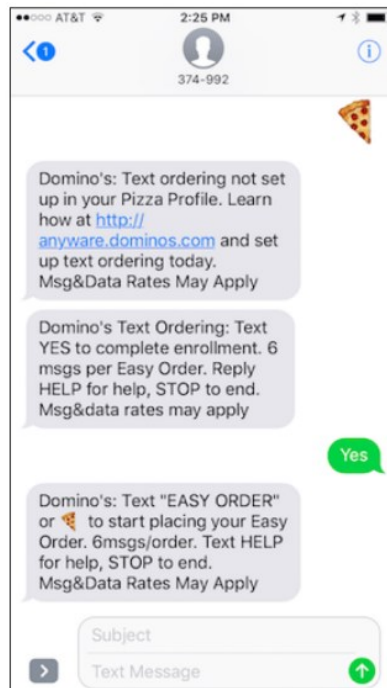 AT&T 2:25 PM
1
374-992
🍕
Domino's: Text ordering not set
up in your Pizza Profile. Learn
how at http://
anyware.dominos.com and set
up text ordering today.
Msg&Data Rates May Apply
Domino's Text Ordering: Text
YES to complete enrollment. 6
msgs per Easy Order. Reply
HELP for help, STOP to end.
Msg&data rates may apply
Yes
Domino's: Text "EASY ORDER"
or 🍕 to start placing your Easy
Order. 6msgs/order. Text HELP
for help, STOP to end.
Msg&Data Rates May Apply
Subject
Text Message